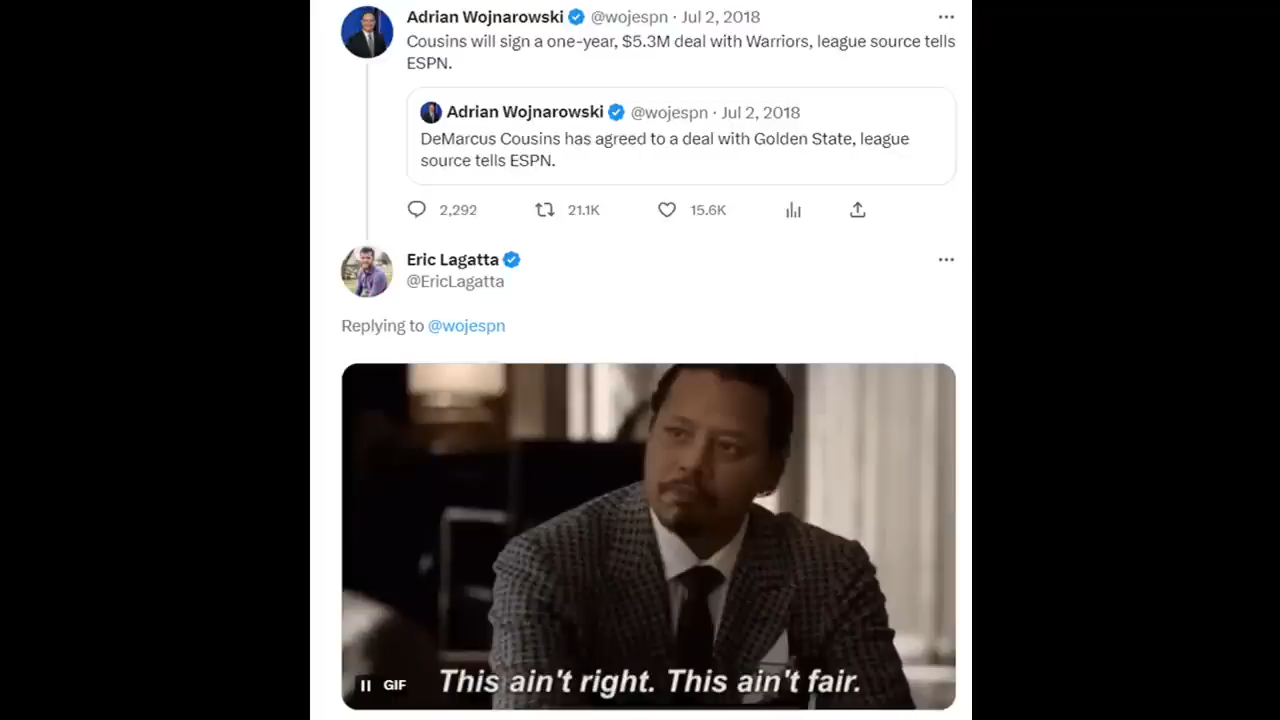 Adrian Wojnarowski @wojespn · Jul 2, 2018
Cousins will sign a one-year, $5.3M deal with Warriors, league source tells
ESPN.
Adrian Wojnarowski @wojespn · Jul 2, 2018
DeMarcus Cousins has agreed to a deal with Golden State, league
source tells ESPN.
2,292 21.1K 15.6K
Eric Lagatta
@EricLagatta
Replying to @wojespn
GIF This ain't right. This ain't fair.